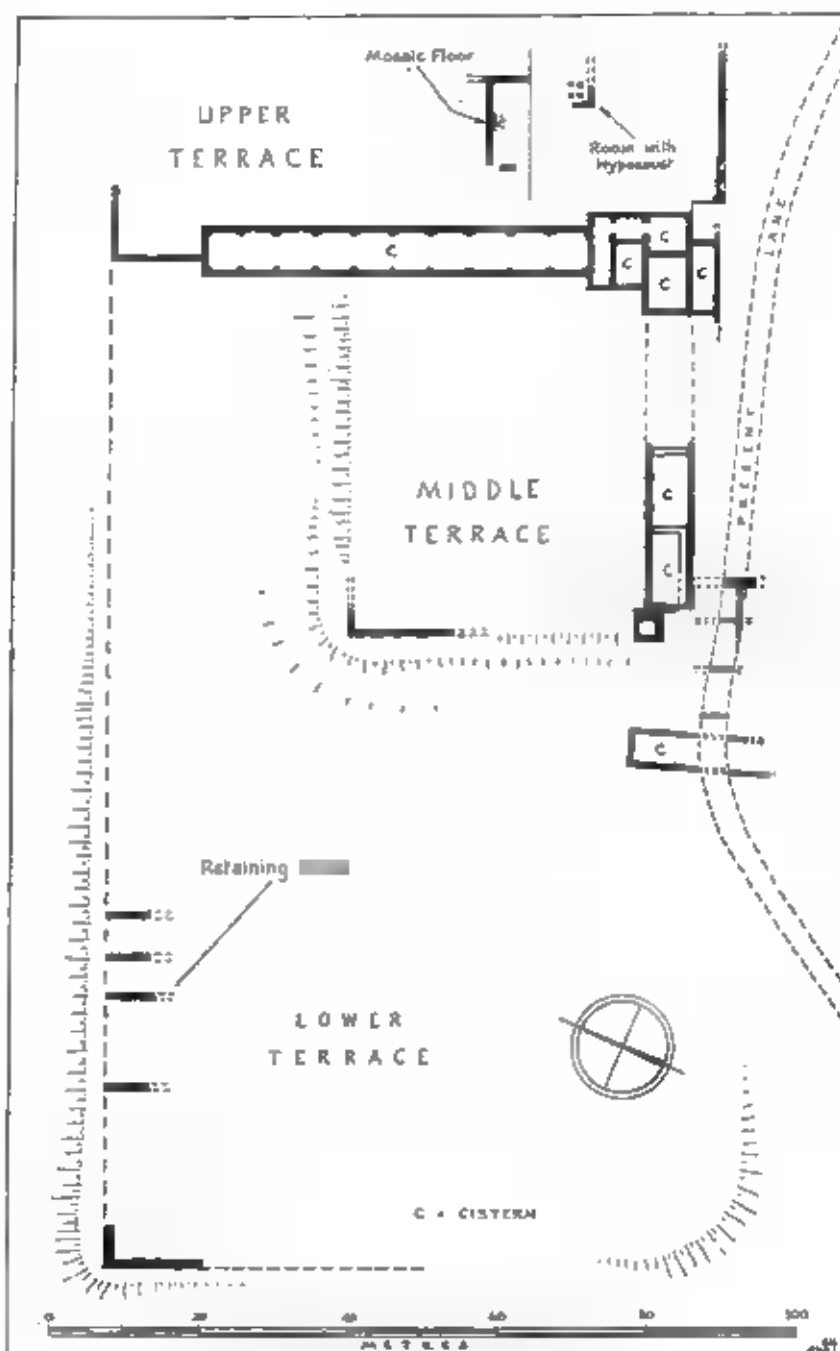 Mosaic Floor
UPPER
TERRACE
Room with
Hypocaust
C
C
C
C
C
LANE
PRESENT
MIDDLE
TERRACE
C
C
C
Retaining
LOWER
TERRACE
C = CISTERN
0 20 40 60 80 100
METRES